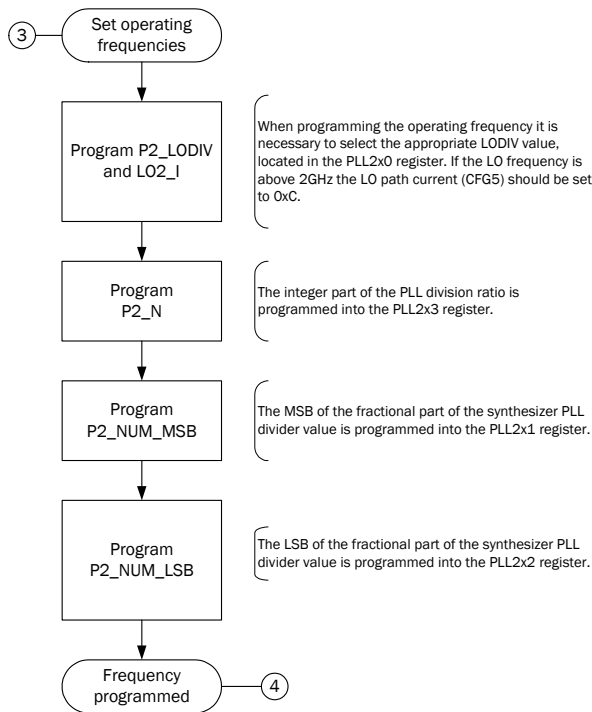 3
Set operating
frequencies
Program P2_LODIV
and LO2_I
When programming the operating frequency it is
necessary to select the appropriate LODIV value,
located in the PLL2x0 register. If the LO frequency is
above 2GHz the LO path current (CFG5) should be set
to 0xC.
Program
P2_N
The integer part of the PLL division ratio is
programmed into the PLL2x3 register.
Program
P2_NUM_MSB
The MSB of the fractional part of the synthesizer PLL
divider value is programmed into the PLL2x1 register.
Program
P2_NUM_LSB
The LSB of the fractional part of the synthesizer PLL
divider value is programmed into the PLL2x2 register.
Frequency
programmed
4